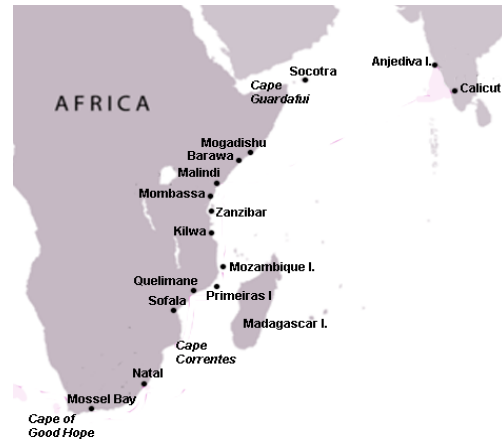 Anjediva I.
Socotra
Cape
Guardafui
Calicut
AFRICA
Mogadishu
Barawa
Malindi
Mombassa
Zanzibar
Kilwa
Mozambique I.
Quelimane
Primeiras I
Sofala
Madagascar I.
Cape
Correntes
Natal
Mossel Bay
Cape of
Good Hope